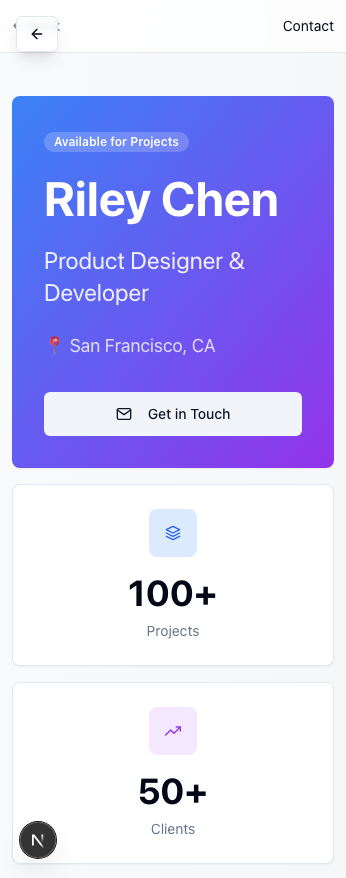 Contact
Available for Projects
Riley Chen
Product Designer &
Developer
San Francisco, CA
Get in Touch
100+
Projects
50+
Clients
N